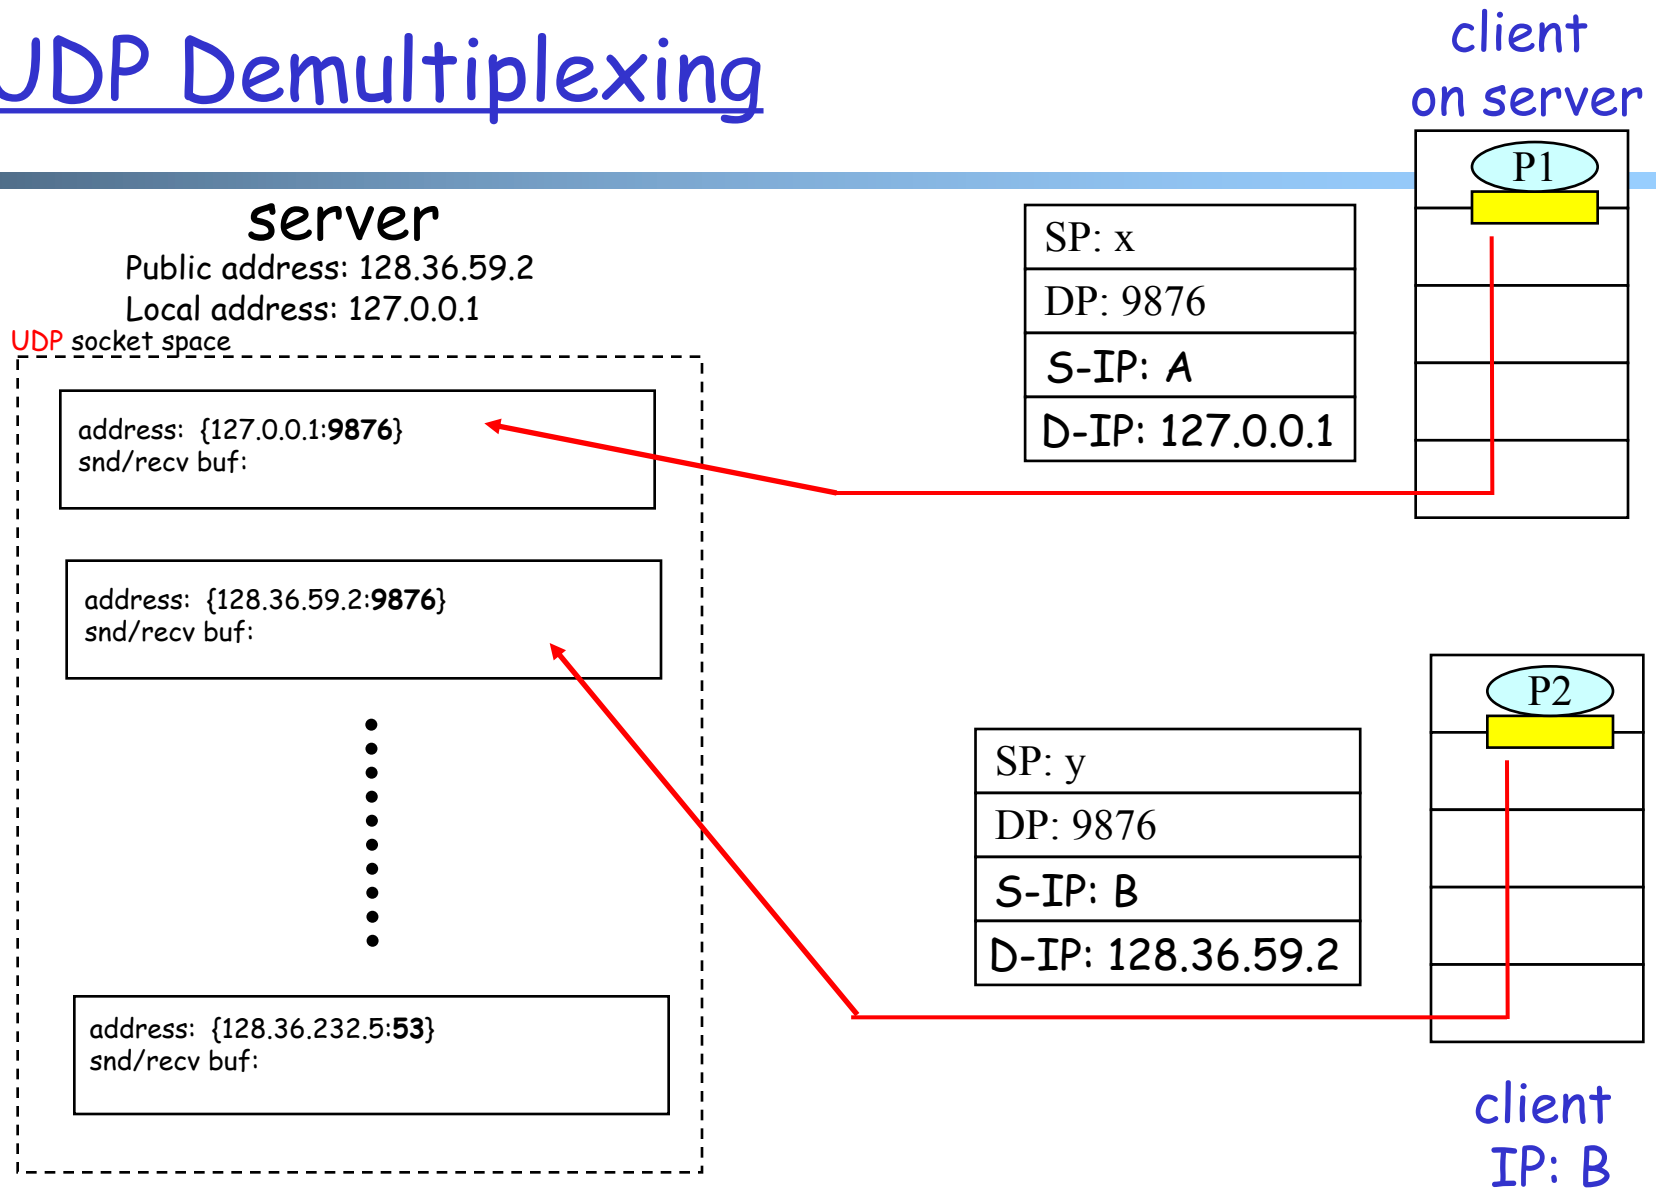 UDP Demultiplexing
client
on server
P1
server
Public address: 128.36.59.2
Local address: 127.0.0.1
UDP socket space
SP: x
DP: 9876
S-IP: A
D-IP: 127.0.0.1
address: {127.0.0.1:9876}
snd/recv buf:
address: {128.36.59.2:9876}
snd/recv buf:
P2
SP: y
DP: 9876
S-IP: B
D-IP: 128.36.59.2
address: {128.36.232.5:53}
snd/recv buf:
client
IP: B